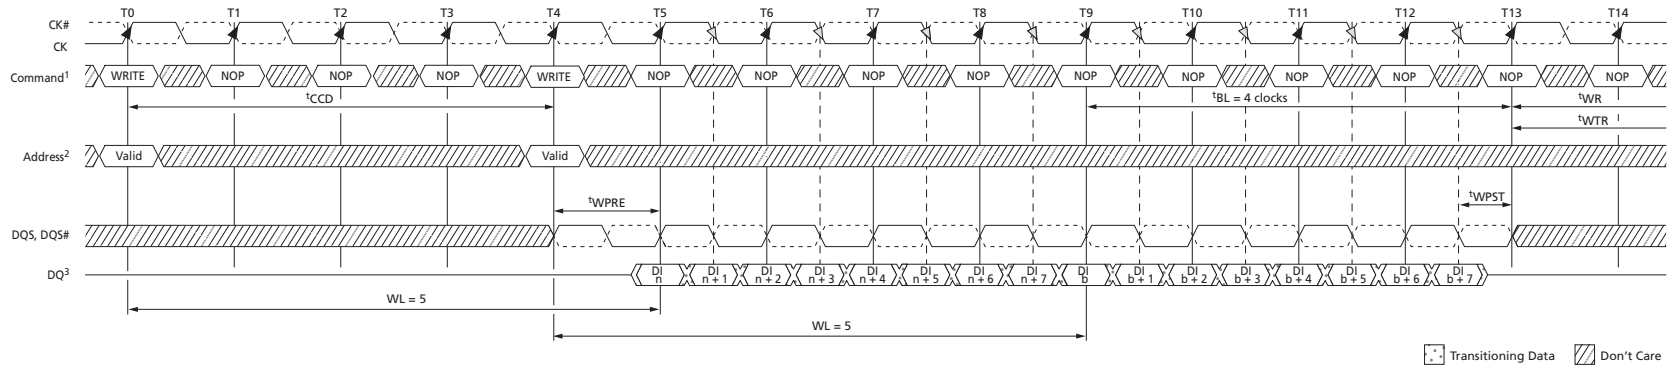 T0 T1 T2 T3 T4 T5 T6 T7 T8 T9 T10 T11 T12 T13 T14
CK#
CK
Command1 WRITE NOP NOP NOP WRITE NOP NOP NOP NOP NOP NOP NOP NOP NOP NOP
tCCD tBL = 4 clocks tWR
tWTR
Address2 Valid Valid
tWPRE tWPST
DQS, DQS#
DQ3 DI n DI n + 1 DI n + 2 DI n + 3 DI n + 4 DI n + 5 DI n + 6 DI n + 7 DI b DI b + 1 DI b + 2 DI b + 3 DI b + 4 DI b + 5 DI b + 6 DI b + 7
WL = 5
WL = 5
Transitioning Data Don't Care